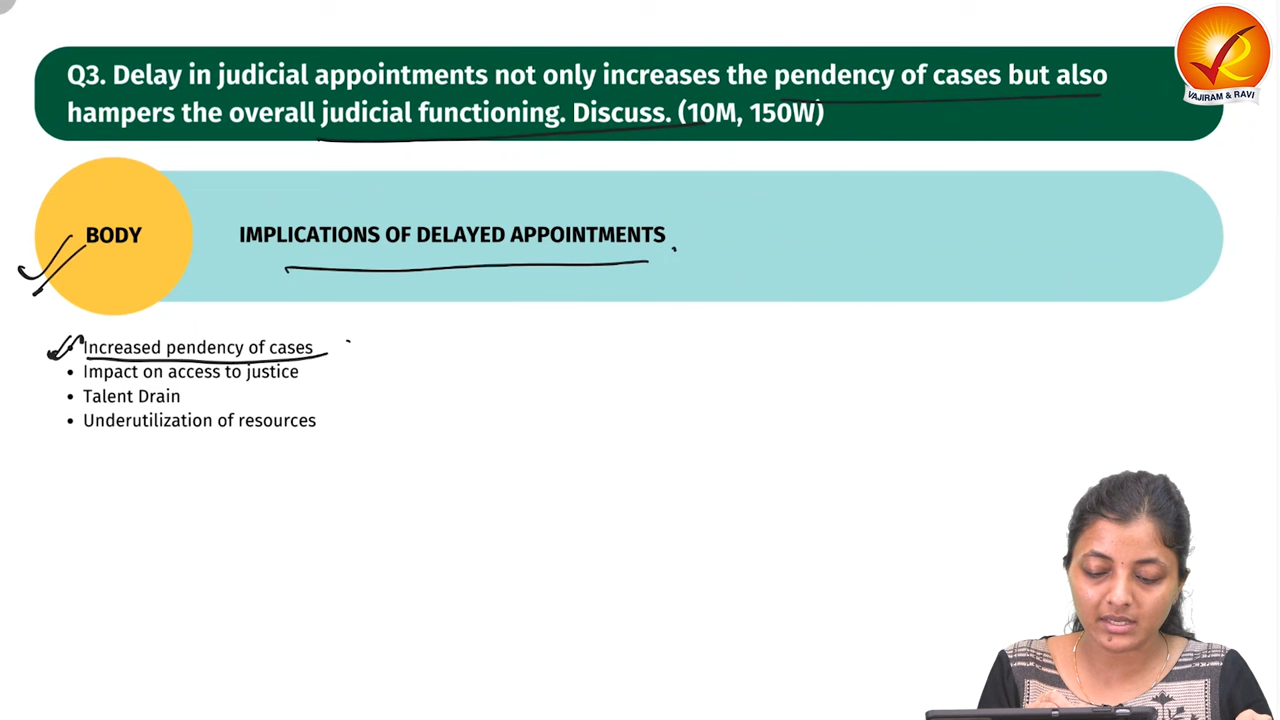 Q3. Delay in judicial appointments not only increases the pendency of cases but also
hampers the overall judicial functioning. Discuss. (10M, 150W)
VAJIRAM & RAVI
BODY
IMPLICATIONS OF DELAYED APPOINTMENTS
Increased pendency of cases
• Impact on access to justice
• Talent Drain
• Underutilization of resources